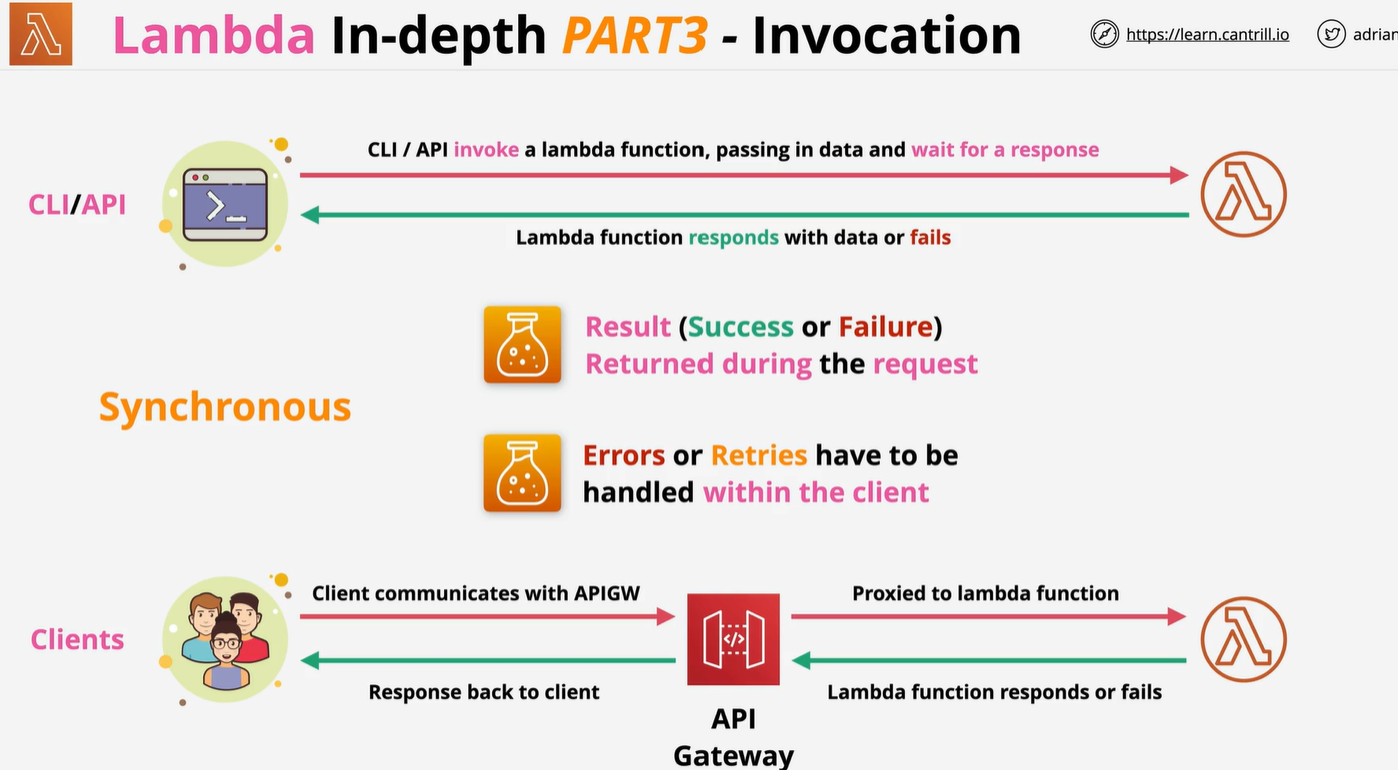 Lambda In-depth PART3 - Invocation
https://learn.cantrill.io
adrian
CLI / API invoke a lambda function, passing in data and wait for a response
CLI/API
Lambda function responds with data or fails
Result (Success or Failure)
Returned during the request
Synchronous
Errors or Retries have to be
handled within the client
Client communicates with APIGW
Proxied to lambda function
Clients
Response back to client
Lambda function responds or fails
API
Gateway